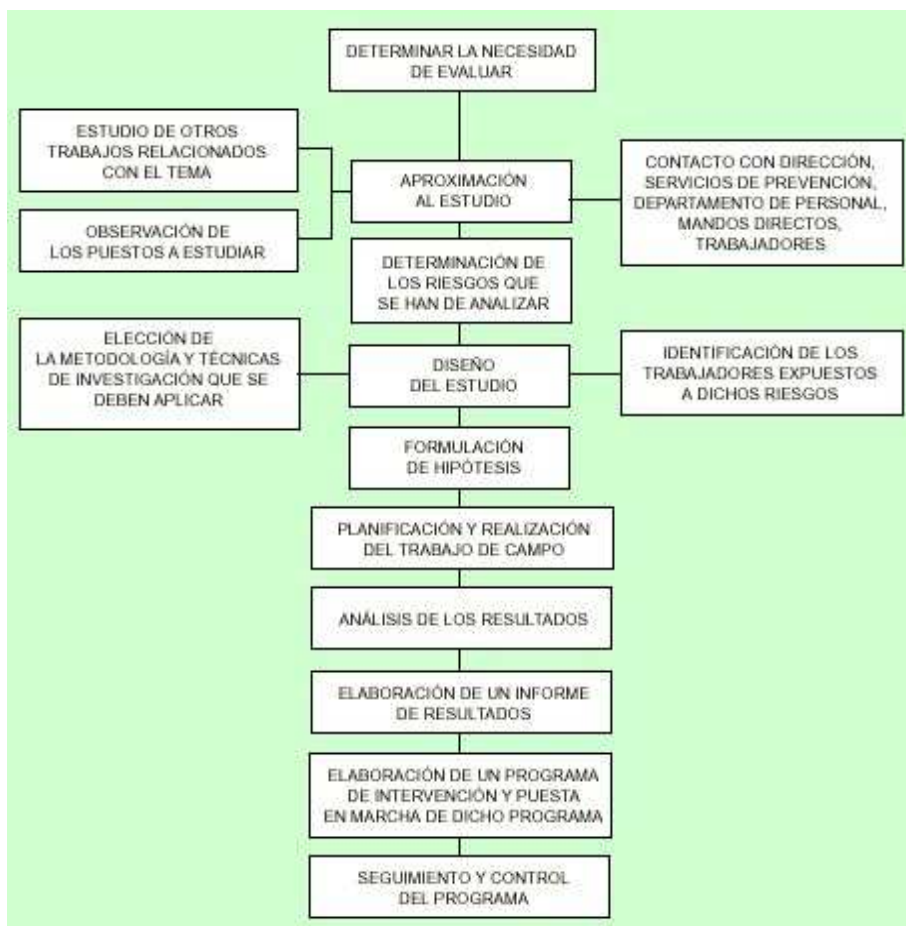 DETERMINAR LA NECESIDAD
DE EVALUAR
ESTUDIO DE OTROS
TRABAJOS RELACIONADOS
CON EL TEMA
OBSERVACIÓN DE
LOS PUESTOS A ESTUDIAR
APROXIMACIÓN
AL ESTUDIO
CONTACTO CON DIRECCIÓN,
SERVICIOS DE PREVENCIÓN,
DEPARTAMENTO DE PERSONAL,
MANDOS DIRECTOS,
TRABAJADORES
DETERMINACIÓN DE
LOS RIESGOS QUE
SE HAN DE ANALIZAR
ELECCIÓN DE
LA METODOLOGÍA Y TÉCNICAS
DE INVESTIGACIÓN QUE SE
DEBEN APLICAR
DISEÑO
DEL ESTUDIO
IDENTIFICACIÓN DE LOS
TRABAJADORES EXPUESTOS
A DICHOS RIESGOS
FORMULACIÓN
DE HIPÓTESIS
PLANIFICACIÓN Y REALIZACIÓN
DEL TRABAJO DE CAMPO
ANÁLISIS DE LOS RESULTADOS
ELABORACIÓN DE UN INFORME
DE RESULTADOS
ELABORACIÓN DE UN PROGRAMA
DE INTERVENCIÓN Y PUESTA
EN MARCHA DE DICHO PROGRAMA
SEGUIMIENTO Y CONTROL
DEL PROGRAMA